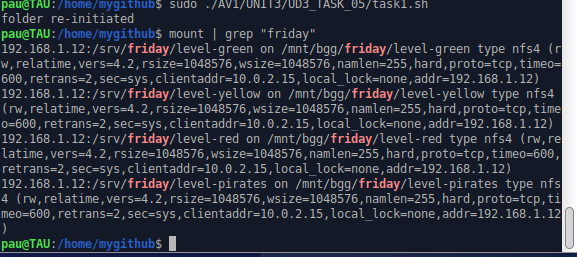 pau@TAU:/home/mygithub$ sudo ./AV1/UNIT3/UD3_TASK_05/task1.sh
folder re-initiated
pau@TAU:/home/mygithub$ mount | grep "friday"
192.168.1.12:/srv/friday/level-green on /mnt/bgg/friday/level-green type nfs4 (r
w,relatime,vers=4.2,rsize=1048576,wsize=1048576,namlen=255,hard,proto=tcp,timeo=
600,retrans=2,sec=sys,clientaddr=10.0.2.15,local_lock=none,addr=192.168.1.12)
192.168.1.12:/srv/friday/level-yellow on /mnt/bgg/friday/level-yellow type nfs4
(rw,relatime,vers=4.2,rsize=1048576,wsize=1048576,namlen=255,hard,proto=tcp,time
o=600,retrans=2,sec=sys,clientaddr=10.0.2.15,local_lock=none,addr=192.168.1.12)
192.168.1.12:/srv/friday/level-red on /mnt/bgg/friday/level-red type nfs4 (rw,re
latime,vers=4.2,rsize=1048576,wsize=1048576,namlen=255,hard,proto=tcp,timeo=600,
retrans=2,sec=sys,clientaddr=10.0.2.15,local_lock=none,addr=192.168.1.12)
192.168.1.12:/srv/friday/level-pirates on /mnt/bgg/friday/level-pirates type nfs
4 (rw,relatime,vers=4.2,rsize=1048576,wsize=1048576,namlen=255,hard,proto=tcp,ti
meo=600,retrans=2,sec=sys,clientaddr=10.0.2.15,local_lock=none,addr=192.168.1.12
)
pau@TAU:/home/mygithub$